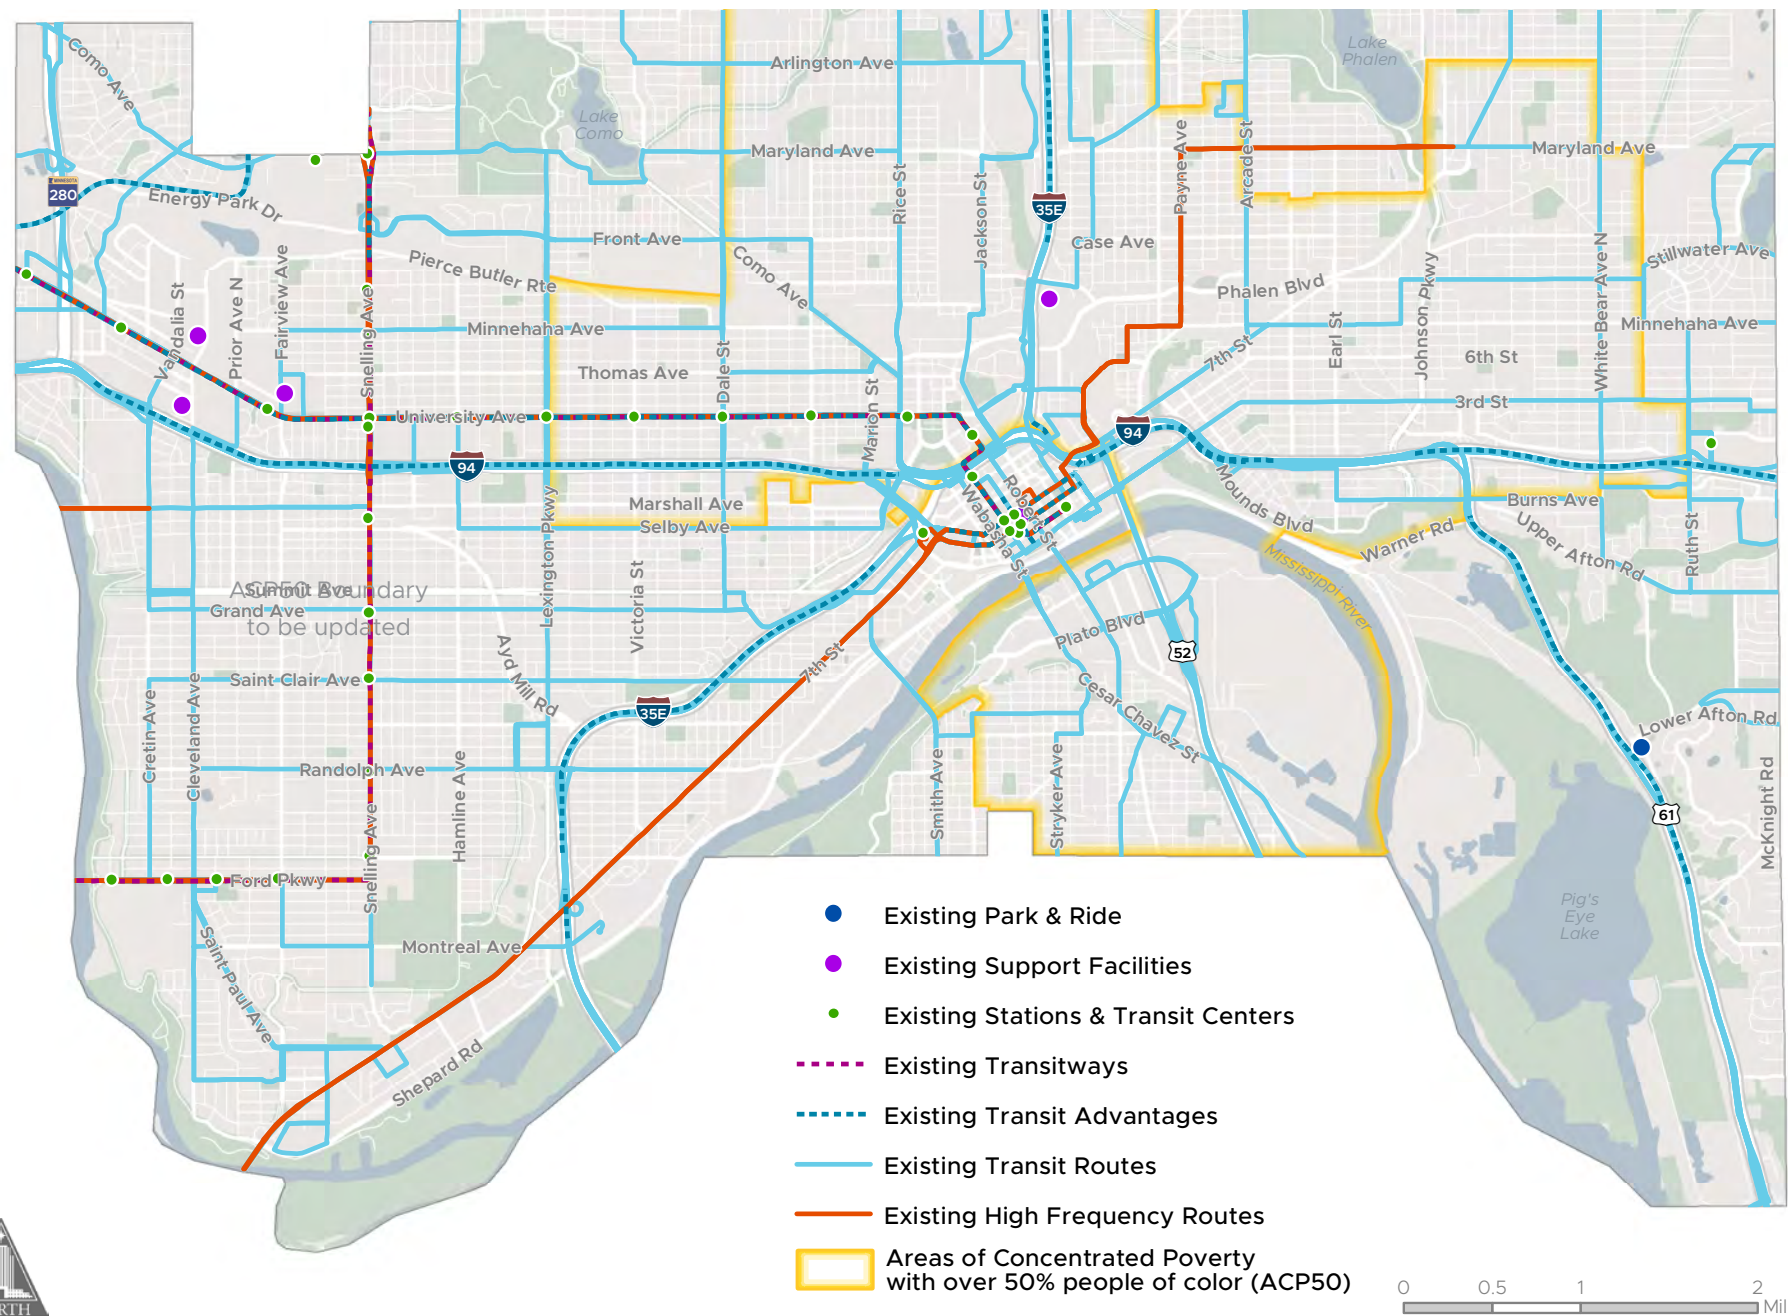 Como Ave
Lake
Phalen
Arlington Ave
Lake
Como
Maryland Ave
Maryland Ave
MINNESOTA
280
Energy Park Dr
Rice St
Jackson St
35E
Payne Ave
Arcade St
Case Ave
Front Ave
Como Ave
Pierce Butler Rte
Stillwater Ave
Phalen Blvd
Johnson Pkwy
White Bear Ave N
Vandalia St
Prior Ave N
Fairview Ave
Snelling Ave
Minnehaha Ave
Minnehaha Ave
Earl St
7th St
6th St
Thomas Ave
Dale St
Marion St
3rd St
University Ave
94
94
Lexington Pkwy
Marshall Ave
Selby Ave
Wabasha St
Robert St
Mounds Blvd
Burns Ave
Warner Rd
Upper Afton Rd
Ruth St
Mississippi River
Victoria St
ACP50 Boundary
to be updated
Summit Ave
Grand Ave
Ayd Mill Rd
Plato Blvd
52
7th St
Saint Clair Ave
35E
Cesar Chavez St
Lower Afton Rd
Cretin Ave
Cleveland Ave
Randolph Ave
Hamline Ave
Snelling Ave
Smith Ave
Stryker Ave
McKnight Rd
61
Ford Pkwy
Pig's
Eye
Lake
Montreal Ave
Saint Paul Ave
Shepard Rd
Existing Park & Ride
Existing Support Facilities
Existing Stations & Transit Centers
Existing Transitways
Existing Transit Advantages
Existing Transit Routes
Existing High Frequency Routes
Areas of Concentrated Poverty
with over 50% people of color (ACP50)
0 0.5 1 2
Mil
RTH